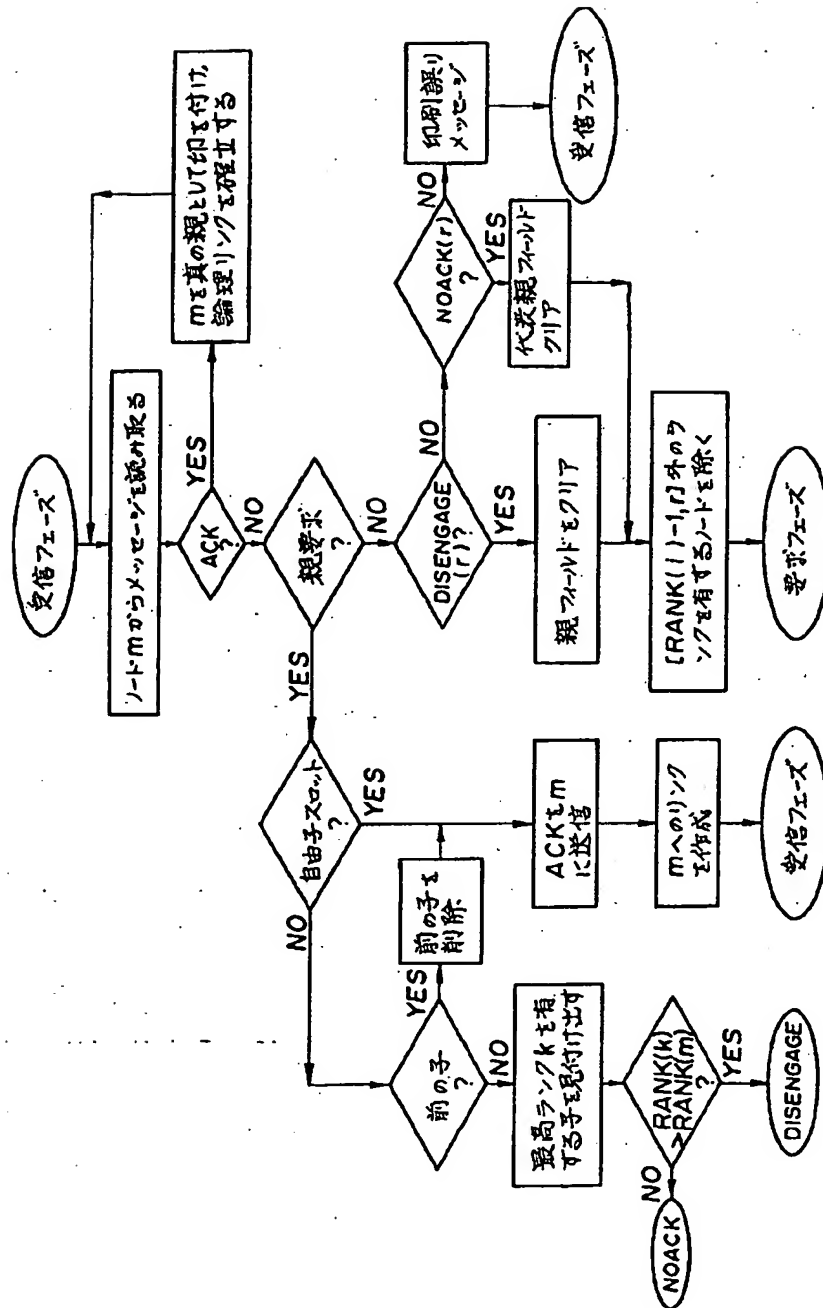 受信フェーズ
ノードmからメッセージを読み取る
ACK
?
YES
mを真の親として印を付け,
論理リンクを確立する
NO
親要求
?
YES
NO
自由子スロット
?
NO
YES
前の子
?
YES
前の子を
削除
NO
ACKをm
に送信
mへのリンク
を作成
受信フェーズ
最高ランクkを有
する子を見付け出す
RANK(k)
>RANK(m)
?
NO
NOACK
YES
DISENGAGE
DISENGAGE
(r)?
NO
YES
親フィールドをクリア
NOACK(r)
?
NO
印刷誤り
メッセージ
受信フェーズ
YES
代表親フィールド
クリア
[RANK(i)-1,r]外のラ
ンクを有するノードを除く
要求フェーズ